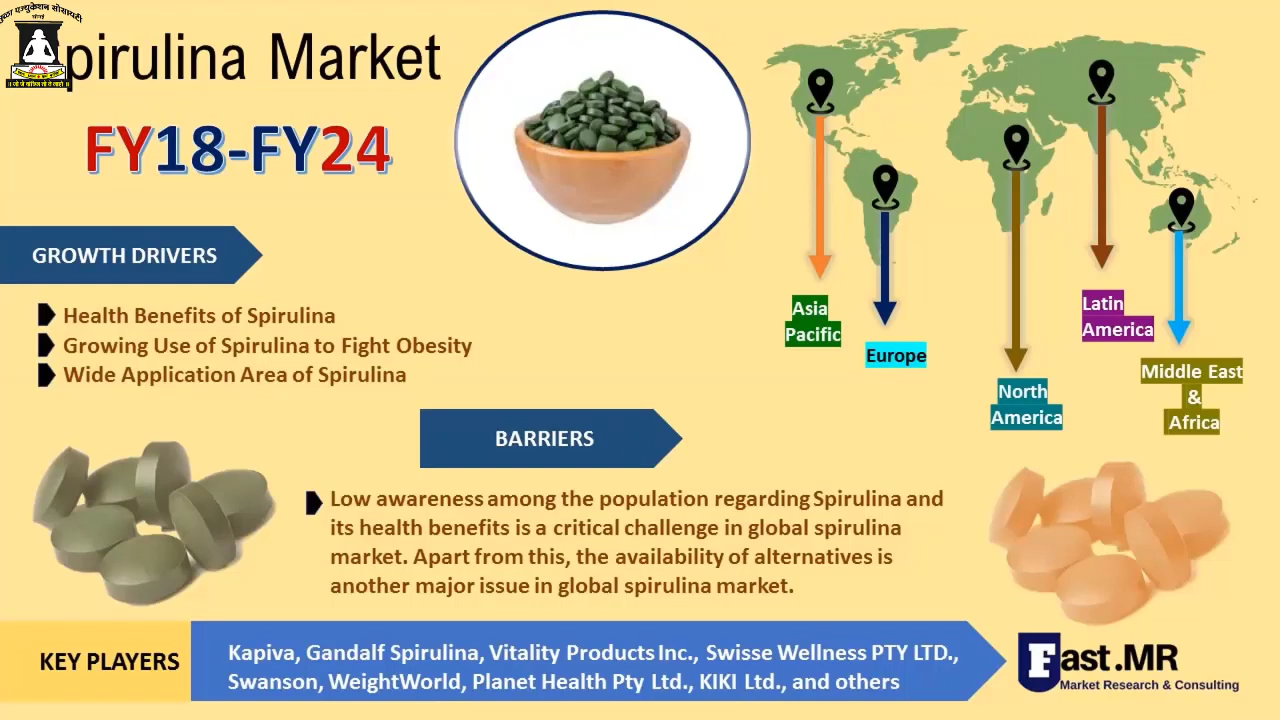 pirulina Market
FY18-FY24
GROWTH DRIVERS
Health Benefits of Spirulina
Growing Use of Spirulina to Fight Obesity
Wide Application Area of Spirulina
Asia
Pacific
Europe
North
America
Latin
America
Middle East
&
Africa
BARRIERS
Low awareness among the population regarding Spirulina and
its health benefits is a critical challenge in global spirulina
market. Apart from this, the availability of alternatives is
another major issue in global spirulina market.
KEY PLAYERS
Kapiva, Gandalf Spirulina, Vitality Products Inc., Swisse Wellness PTY LTD.,
Swanson, WeightWorld, Planet Health Pty Ltd., KIKI Ltd., and others
Fast.MR
Market Research & Consulting